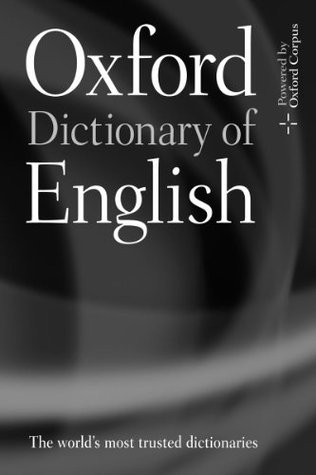 Oxford
Dictionary of
English
Powered by
Oxford Corpus
The world's most trusted dictionaries